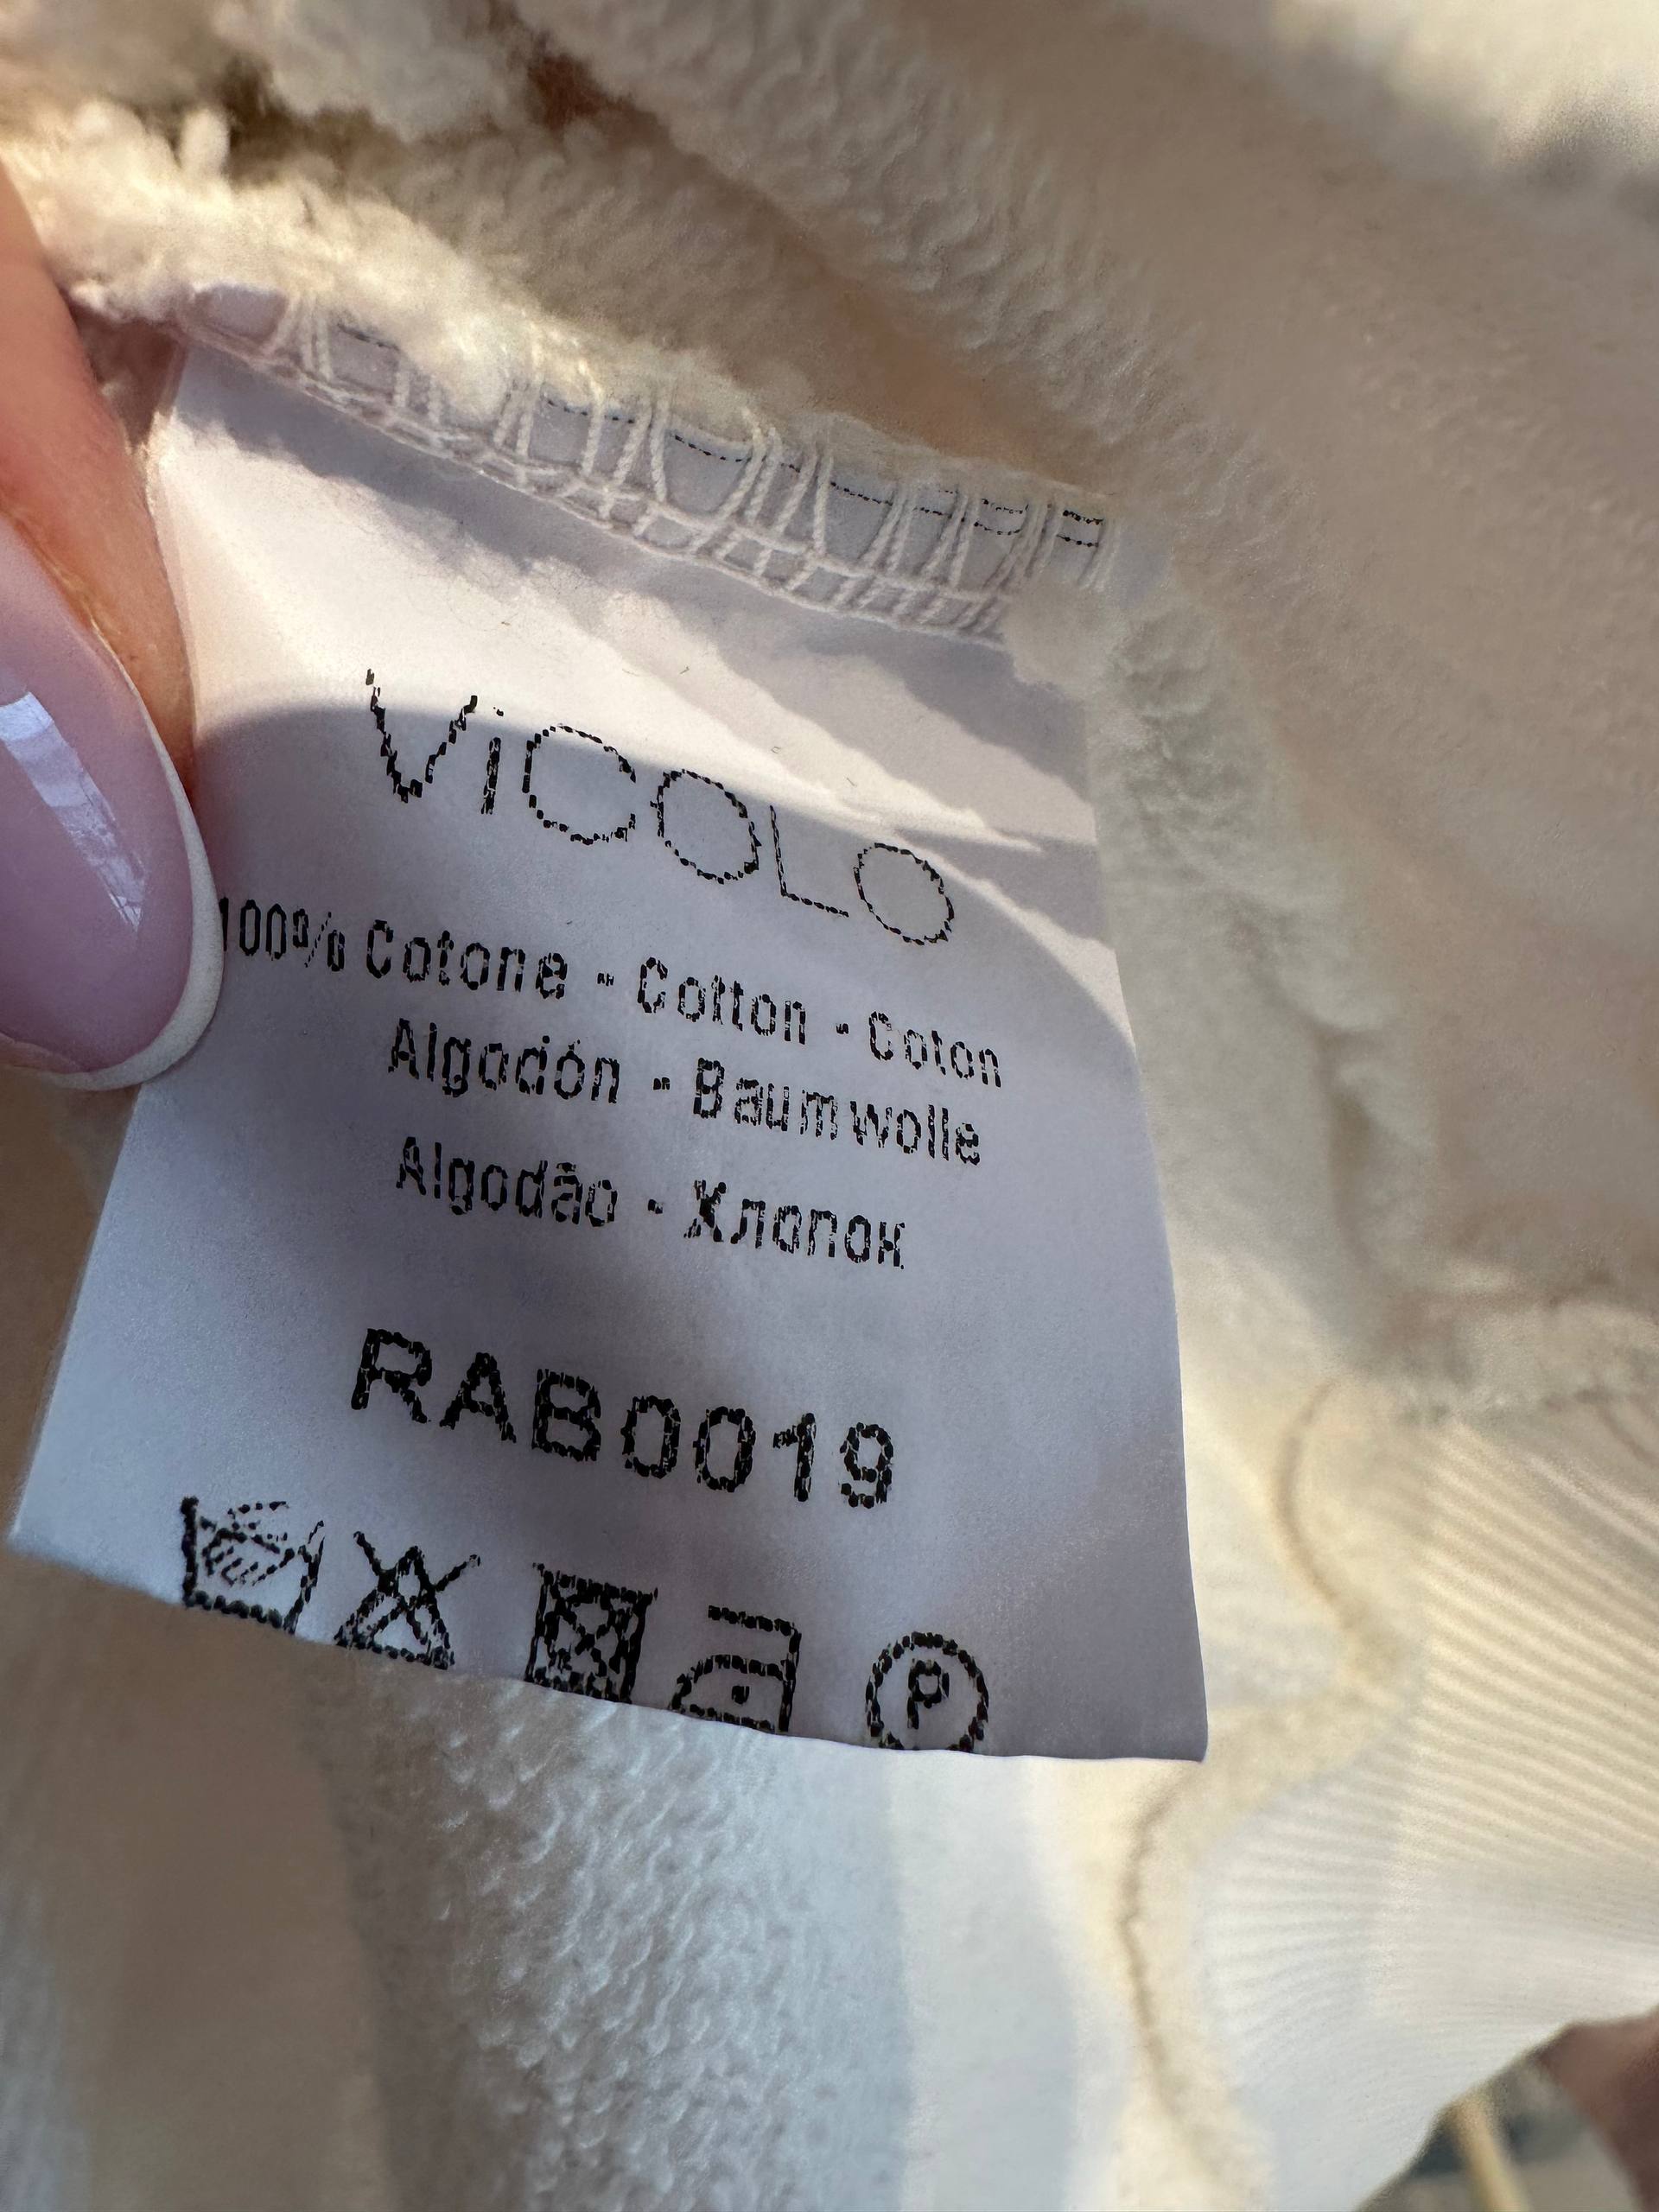 ViCOLO
100% Cotone - Cotton - Coton
Algodón - Baumwolle
Algodão - Хлопок
RAB0019
P